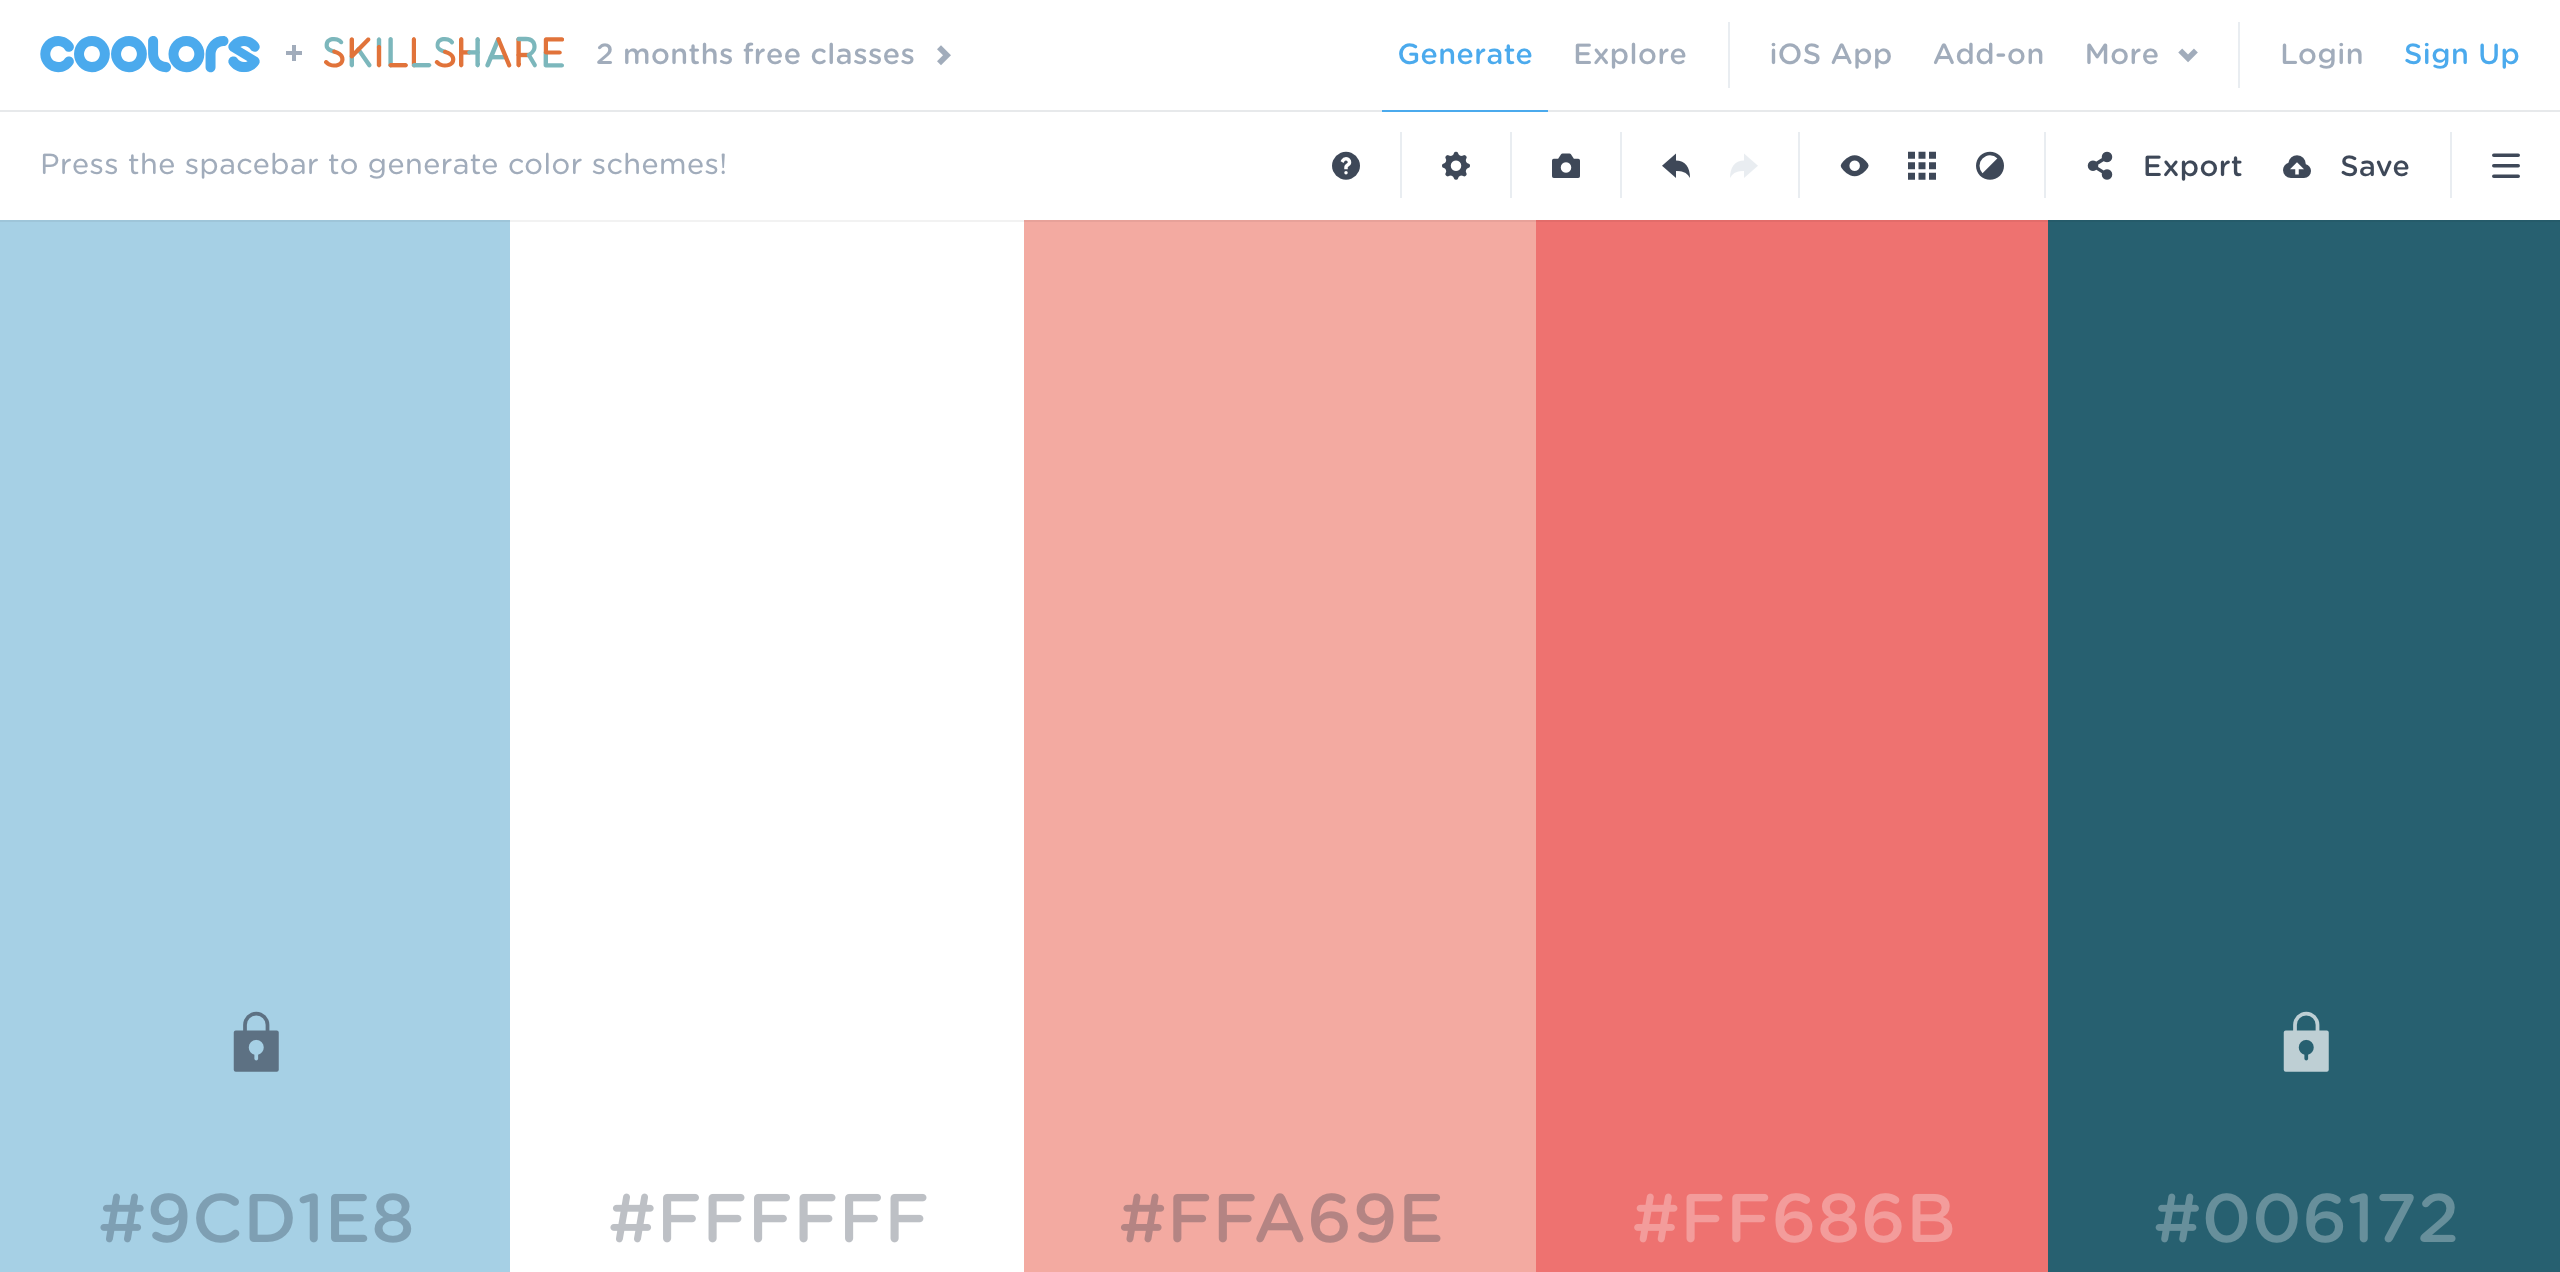 coolors + SKILLSHARE 2 months free classes
Generate Explore iOS App Add-on More Login Sign Up
Press the spacebar to generate color schemes!
Export Save
#9CD1E8 #FFFFFF #FFA69E #FF686B #006172